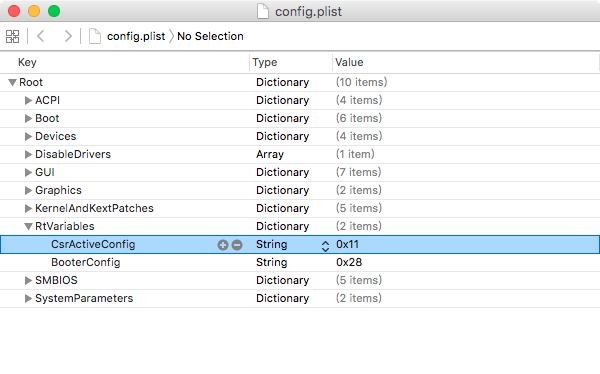 config.plist
config.plist No Selection
Key Type Value
Root Dictionary (10 items)
ACPI Dictionary (4 items)
Boot Dictionary (6 items)
Devices Dictionary (4 items)
DisableDrivers Array (1 item)
GUI Dictionary (7 items)
Graphics Dictionary (2 items)
KernelAndKextPatches Dictionary (5 items)
RtVariables Dictionary (2 items)
CsrActiveConfig String 0x11
BooterConfig String 0x28
SMBIOS Dictionary (5 items)
SystemParameters Dictionary (2 items)